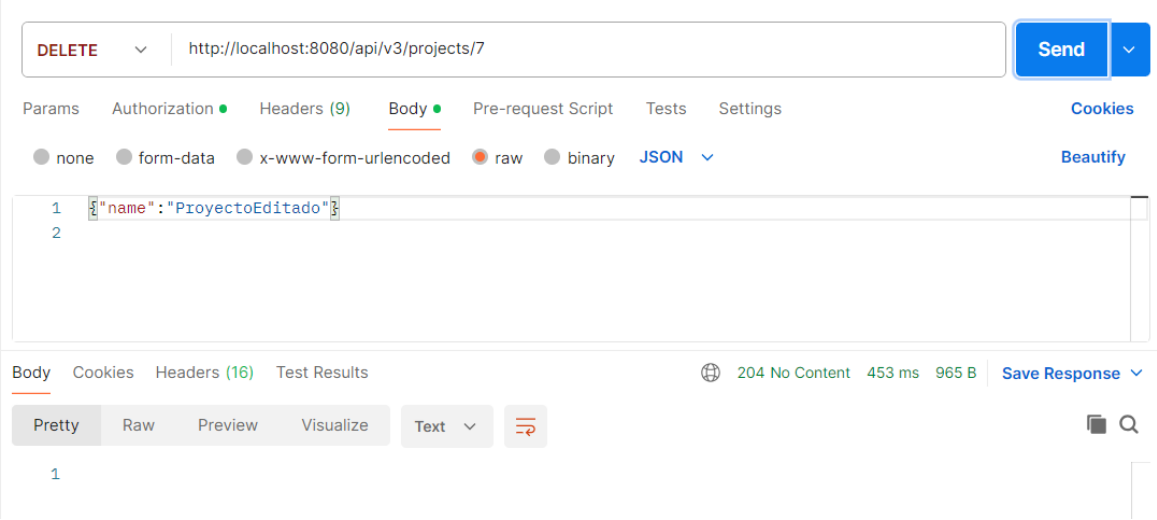 DELETE http://localhost:8080/api/v3/projects/7 Send
Params Authorization Headers (9) Body Pre-request Script Tests Settings Cookies
none form-data x-www-form-urlencoded raw binary JSON Beautify
1 {"name":"ProyectoEditado"}
2
Body Cookies Headers (16) Test Results 204 No Content 453 ms 965 B Save Response
Pretty Raw Preview Visualize Text
1